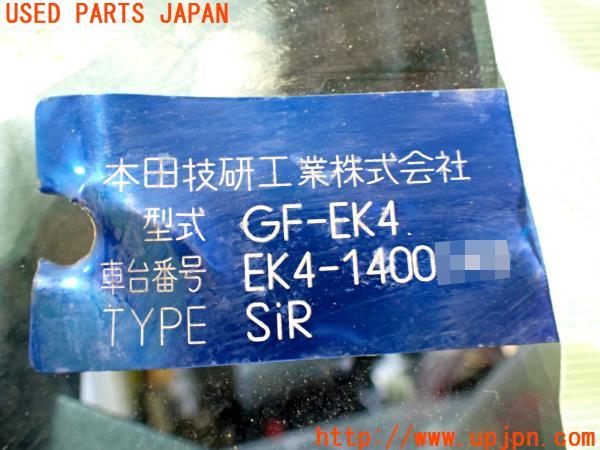 USED PARTS JAPAN
本田技研工業株式会社
型式 GF-EK4
車台番号 EK4-1400
TYPE SiR
http://www.upjpn.com